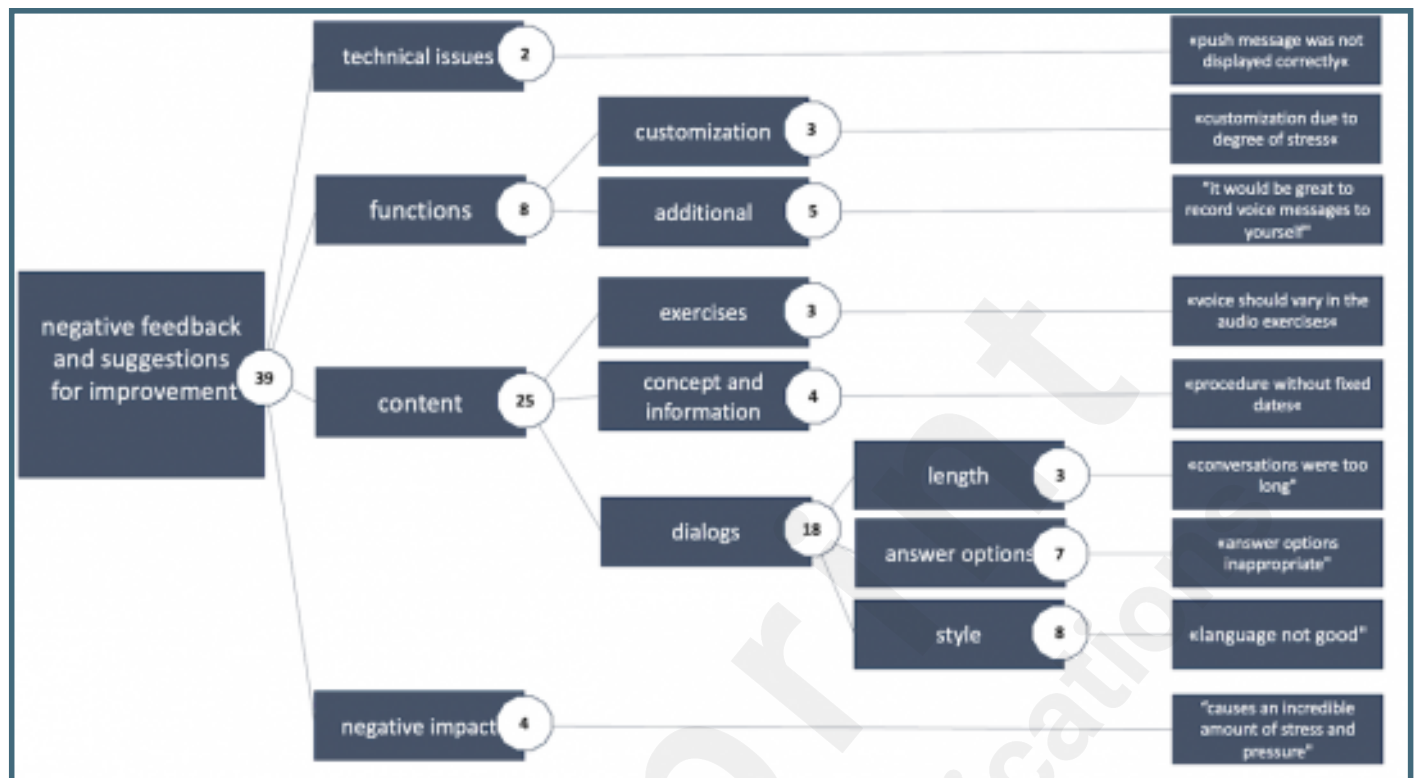 technical issues
2
«push message was not
displayed correctly«
customization
3
«customization due to
degree of stress«
functions
8
additional
5
"It would be great to
record voice messages to
yourself"
negative feedback
and suggestions
for improvement
39
exercises
3
«voice should vary in the
audio exercises«
content
25
concept and
information
4
«procedure without fixed
dates«
dialogs
18
length
3
«conversations were too
long"
answer options
7
«answer options
inappropriate"
style
8
«language not good"
negative impact
4
"causes an incredible
amount of stress and
pressure"